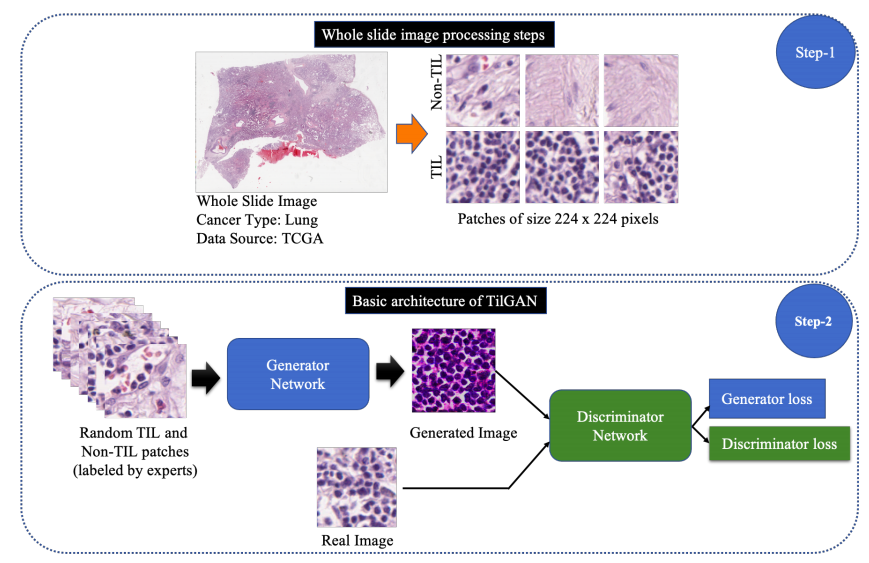 Whole slide image processing steps
Step-1
Non-TIL
TIL
Whole Slide Image
Cancer Type: Lung
Data Source: TCGA
Patches of size 224 x 224 pixels
Basic architecture of TilGAN
Step-2
Generator
Network
Random TIL and
Non-TIL patches
(labeled by experts)
Generated Image
Real Image
Discriminator
Network
Generator loss
Discriminator loss